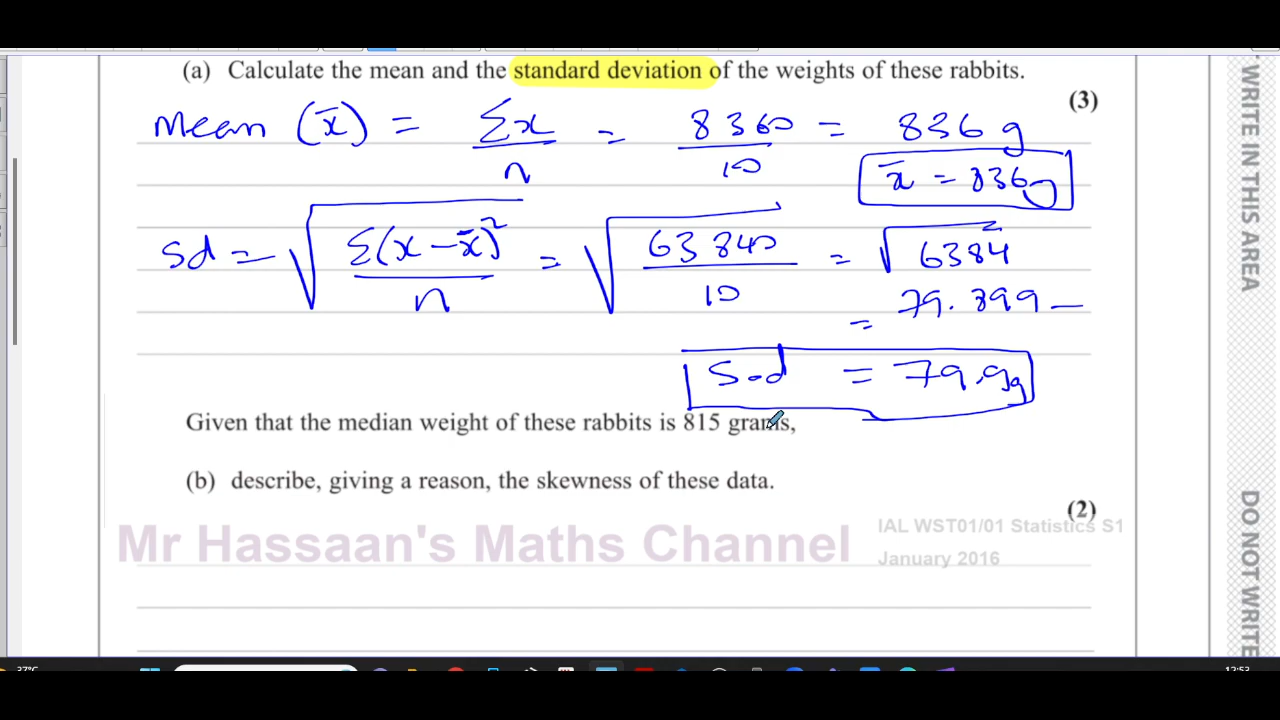 (a) Calculate the mean and the standard deviation of the weights of these rabbits.
(3)
Mean (x̄) = Σx/n = 8360/10 = 836 g
x̄ = 836g
Sd = √(Σ(x-x̄)²/n) = √(63840/10) = √6384
= 79.899
S.d = 79.9g
Given that the median weight of these rabbits is 815 grams,
(b) describe, giving a reason, the skewness of these data.
(2)
Mr Hassaan's Maths Channel
IAL WST01/01 Statistics S1
January 2016
WRITE IN THIS AREA
DO NOT WRITE
37°C
12:53